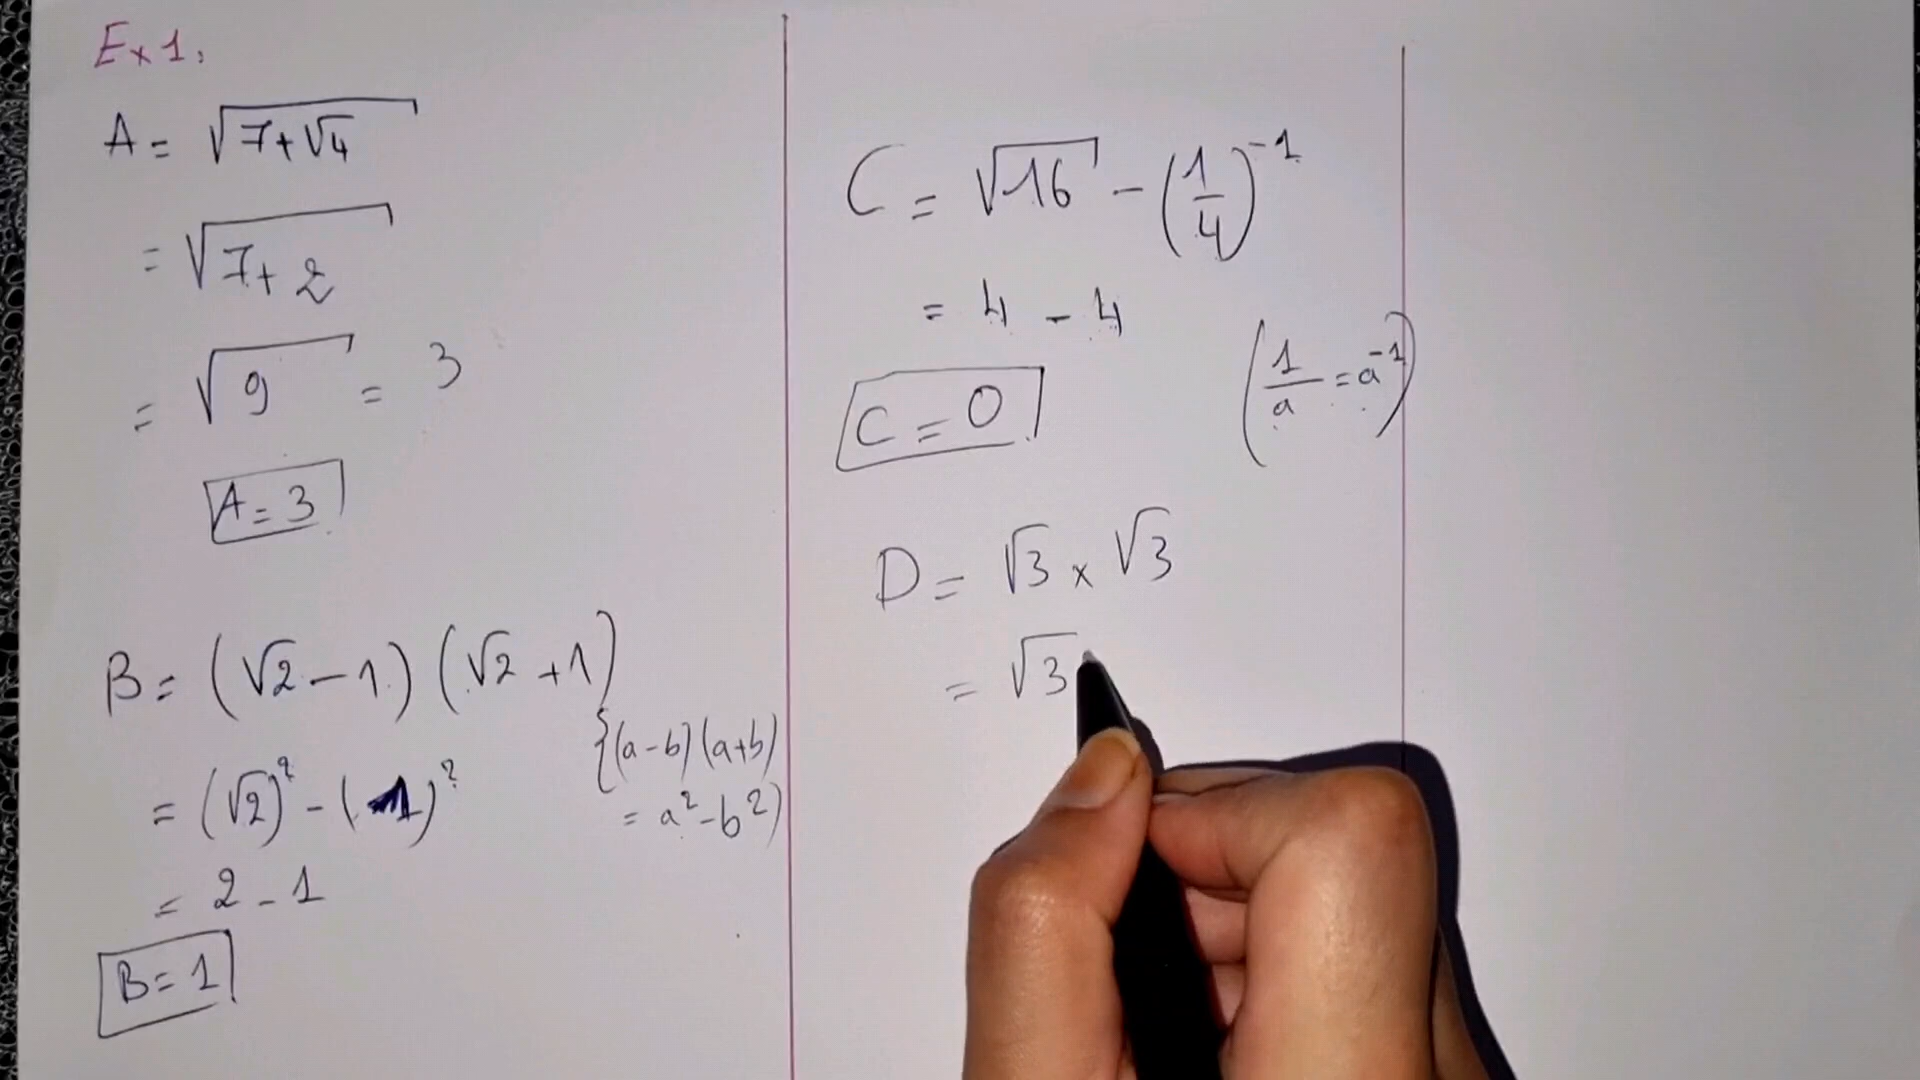 Ex1:
A = √(7+√4)
= √(7+2)
= √9 = 3
A = 3
B = (√2 - 1) (√2 + 1)
{(a-b)(a+b)
= a²-b²)
= (√2)² - (1)²
= 2 - 1
B = 1
C = √16 - (1/4)⁻¹
= 4 - 4
(1/a = a⁻¹)
C = 0
D = √3 × √3
= √3